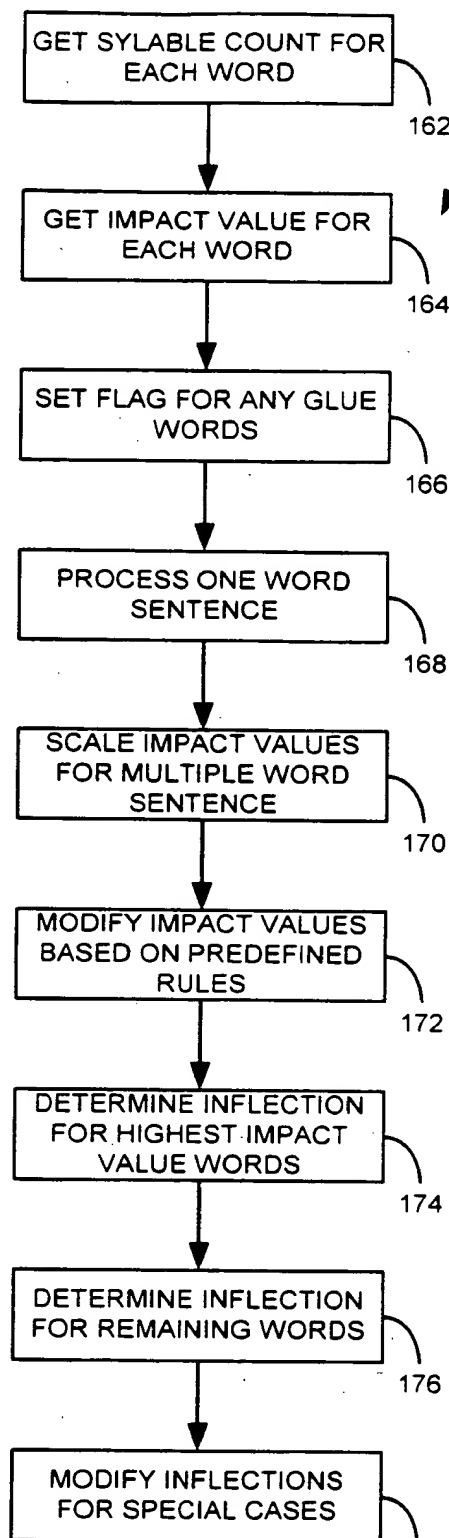 GET SYLABLE COUNT FOR
EACH WORD
162
GET IMPACT VALUE FOR
EACH WORD
164
SET FLAG FOR ANY GLUE
WORDS
166
PROCESS ONE WORD
SENTENCE
168
SCALE IMPACT VALUES
FOR MULTIPLE WORD
SENTENCE
170
MODIFY IMPACT VALUES
BASED ON PREDEFINED
RULES
172
DETERMINE INFLECTION
FOR HIGHEST IMPACT
VALUE WORDS
174
DETERMINE INFLECTION
FOR REMAINING WORDS
176
MODIFY INFLECTIONS
FOR SPECIAL CASES